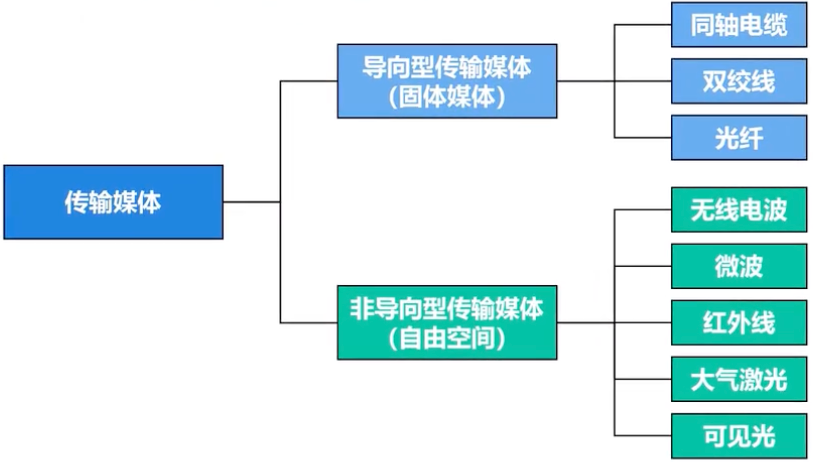 传输媒体
导向型传输媒体
（固体媒体）
同轴电缆
双绞线
光纤
非导向型传输媒体
（自由空间）
无线电波
微波
红外线
大气激光
可见光